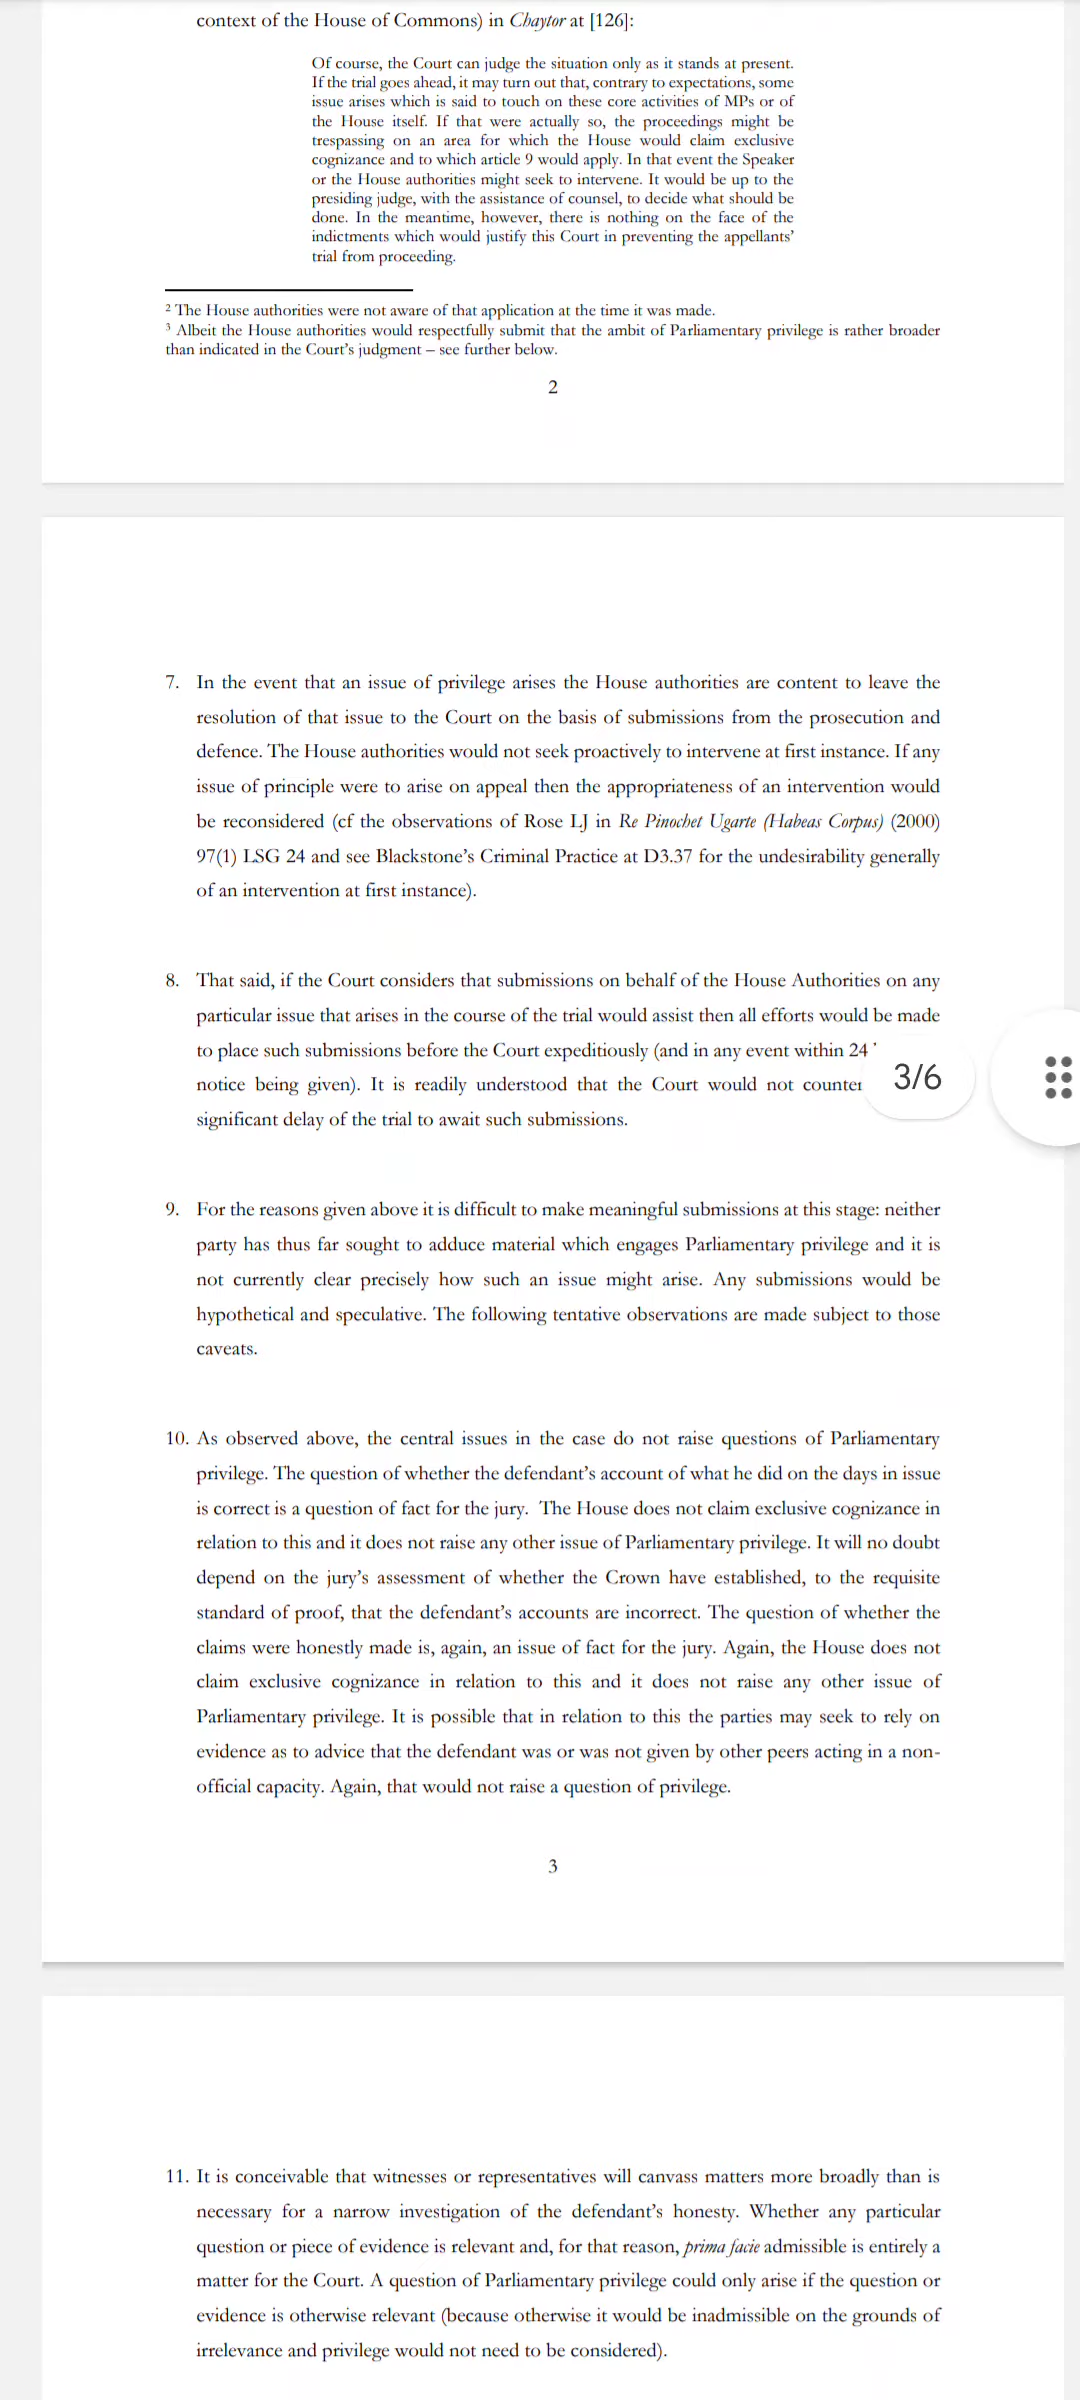 context of the House of Commons) in Chaytor at [126]:
Of course, the Court can judge the situation only as it stands at present.
If the trial goes ahead, it may turn out that, contrary to expectations, some
issue arises which is said to touch on these core activities of MPs or of
the House itself. If that were actually so, the proceedings might be
trespassing on an area for which the House would claim exclusive
cognizance and to which article 9 would apply. In that event the Speaker
or the House authorities might seek to intervene. It would be up to the
presiding judge, with the assistance of counsel, to decide what should be
done. In the meantime, however, there is nothing on the face of the
indictments which would justify this Court in preventing the appellants'
trial from proceeding.
2 The House authorities were not aware of that application at the time it was made.
3 Albeit the House authorities would respectfully submit that the ambit of Parliamentary privilege is rather broader
than indicated in the Court's judgment – see further below.
2
7. In the event that an issue of privilege arises the House authorities are content to leave the
resolution of that issue to the Court on the basis of submissions from the prosecution and
defence. The House authorities would not seek proactively to intervene at first instance. If any
issue of principle were to arise on appeal then the appropriateness of an intervention would
be reconsidered (cf the observations of Rose LJ in Re Pinochet Ugarte (Habeas Corpus) (2000)
97(1) LSG 24 and see Blackstone's Criminal Practice at D3.37 for the undesirability generally
of an intervention at first instance).
8. That said, if the Court considers that submissions on behalf of the House Authorities on any
particular issue that arises in the course of the trial would assist then all efforts would be made
to place such submissions before the Court expeditiously (and in any event within 24
notice being given). It is readily understood that the Court would not counte
3/6
significant delay of the trial to await such submissions.
9. For the reasons given above it is difficult to make meaningful submissions at this stage: neither
party has thus far sought to adduce material which engages Parliamentary privilege and it is
not currently clear precisely how such an issue might arise. Any submissions would be
hypothetical and speculative. The following tentative observations are made subject to those
caveats.
10. As observed above, the central issues in the case do not raise questions of Parliamentary
privilege. The question of whether the defendant's account of what he did on the days in issue
is correct is a question of fact for the jury. The House does not claim exclusive cognizance in
relation to this and it does not raise any other issue of Parliamentary privilege. It will no doubt
depend on the jury's assessment of whether the Crown have established, to the requisite
standard of proof, that the defendant's accounts are incorrect. The question of whether the
claims were honestly made is, again, an issue of fact for the jury. Again, the House does not
claim exclusive cognizance in relation to this and it does not raise any other issue of
Parliamentary privilege. It is possible that in relation to this the parties may seek to rely on
evidence as to advice that the defendant was or was not given by other peers acting in a non-
official capacity. Again, that would not raise a question of privilege.
3
11. It is conceivable that witnesses or representatives will canvass matters more broadly than is
necessary for a narrow investigation of the defendant's honesty. Whether any particular
question or piece of evidence is relevant and, for that reason, prima facie admissible is entirely a
matter for the Court. A question of Parliamentary privilege could only arise if the question or
evidence is otherwise relevant (because otherwise it would be inadmissible on the grounds of
irrelevance and privilege would not need to be considered).